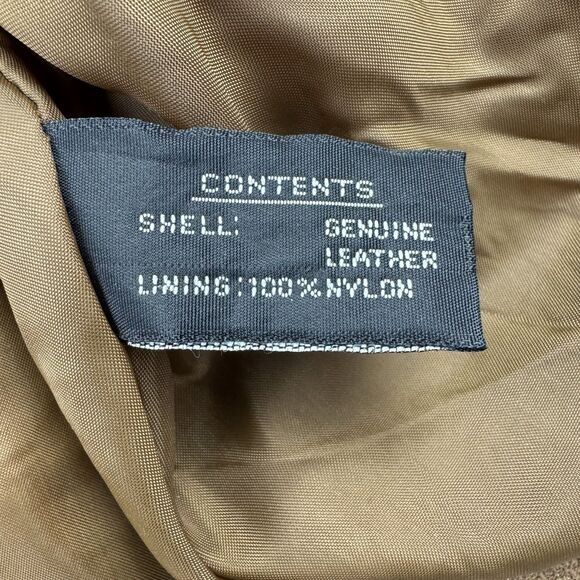 CONTENTS
SHELL: GENUINE
LEATHER
LINING:100%NYLON